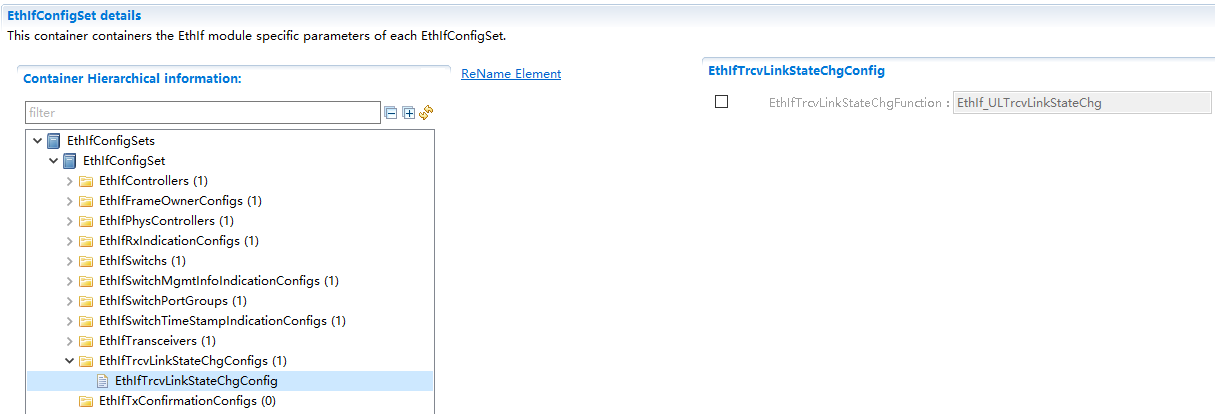 EthIfConfigSet details
This container containers the EthIf module specific parameters of each EthIfConfigSet.
Container Hierarchical information:
ReName Element
filter
EthIfConfigSets
EthIfConfigSet
EthIfControllers (1)
EthIfFrameOwnerConfigs (1)
EthIfPhysControllers (1)
EthIfRxIndicationConfigs (1)
EthIfSwitchs (1)
EthIfSwitchMgmtInfoIndicationConfigs (1)
EthIfSwitchPortGroups (1)
EthIfSwitchTimeStampIndicationConfigs (1)
EthIfTransceivers (1)
EthIfTrcvLinkStateChgConfigs (1)
EthIfTrcvLinkStateChgConfig
EthIfTxConfirmationConfigs (0)
EthIfTrcvLinkStateChgConfig
EthIfTrcvLinkStateChgFunction : EthIf_ULTrcvLinkStateChg